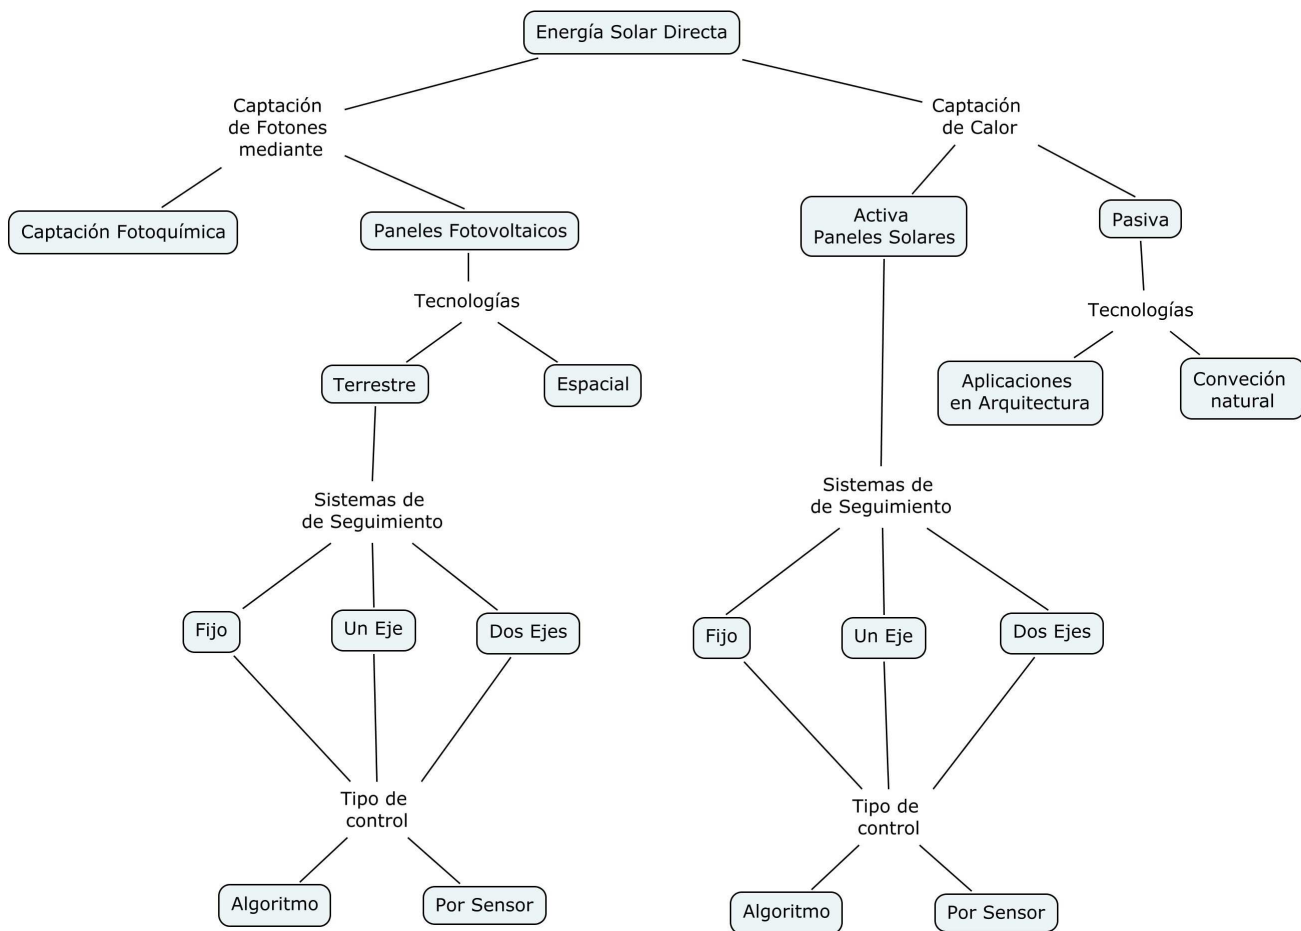 Energía Solar Directa
Captación
de Fotones
mediante
Captación
de Calor
Captación Fotoquímica
Paneles Fotovoltaicos
Activa
Paneles Solares
Pasiva
Tecnologías
Tecnologías
Terrestre
Espacial
Aplicaciones
en Arquitectura
Conveción
natural
Sistemas de
de Seguimiento
Sistemas de
de Seguimiento
Fijo
Un Eje
Dos Ejes
Fijo
Un Eje
Dos Ejes
Tipo de
control
Tipo de
control
Algoritmo
Por Sensor
Algoritmo
Por Sensor